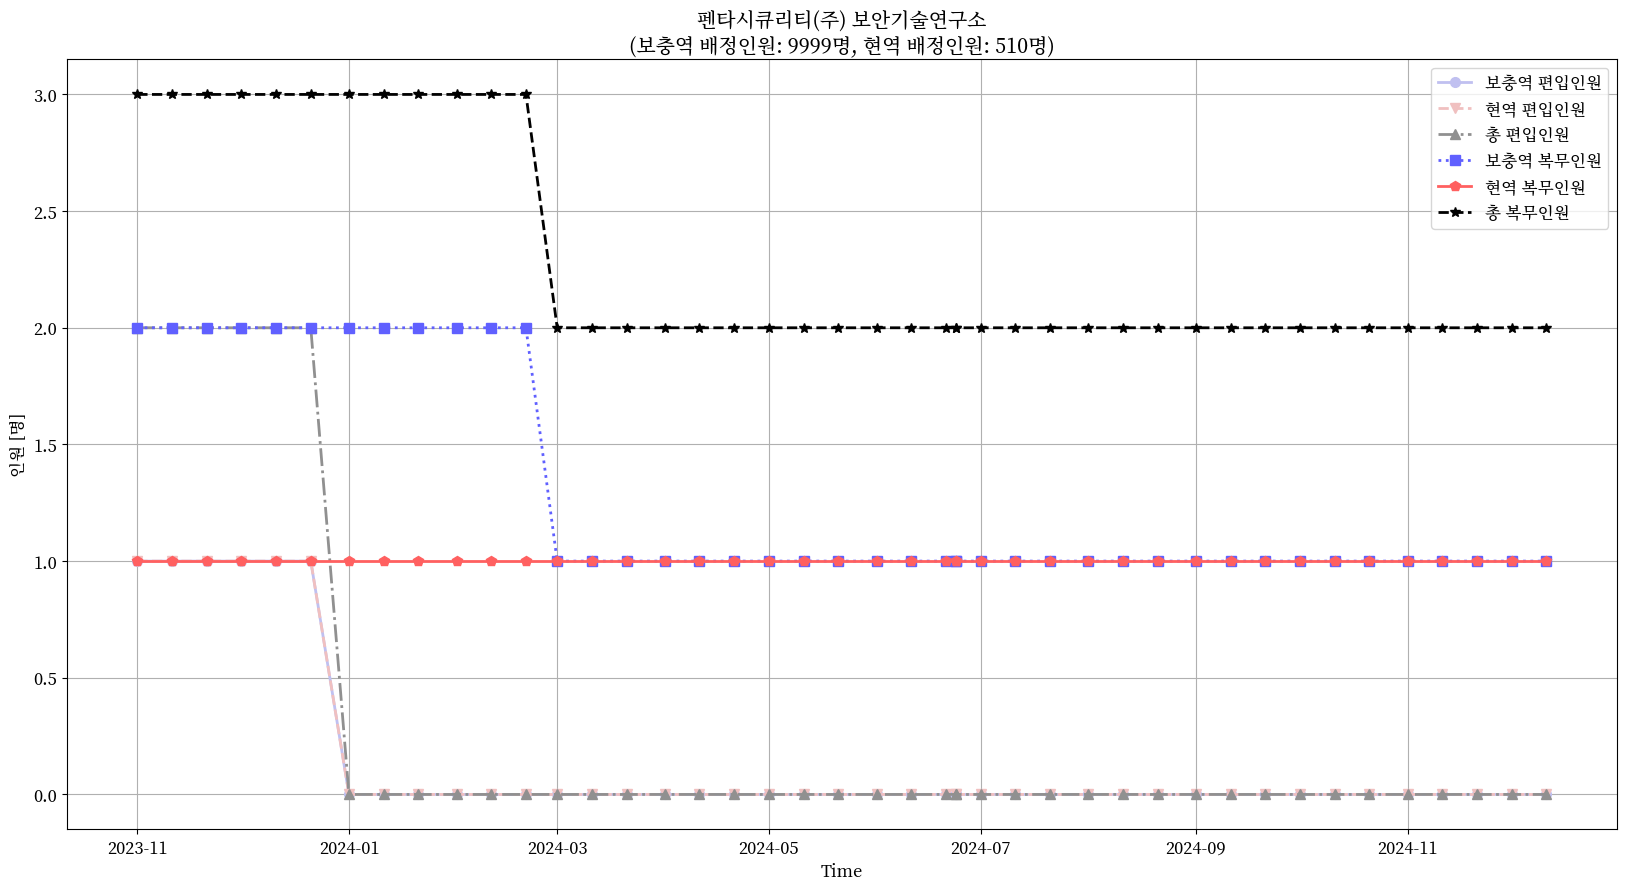 펜타시큐리티(주) 보안기술연구소
(보충역 배정인원: 9999명, 현역 배정인원: 510명)
보충역 편입인원
현역 편입인원
총 편입인원
보충역 복무인원
현역 복무인원
총 복무인원
인원 [명]
3.0
2.5
2.0
1.5
1.0
0.5
0.0
2023-11
2024-01
2024-03
2024-05
2024-07
2024-09
2024-11
Time